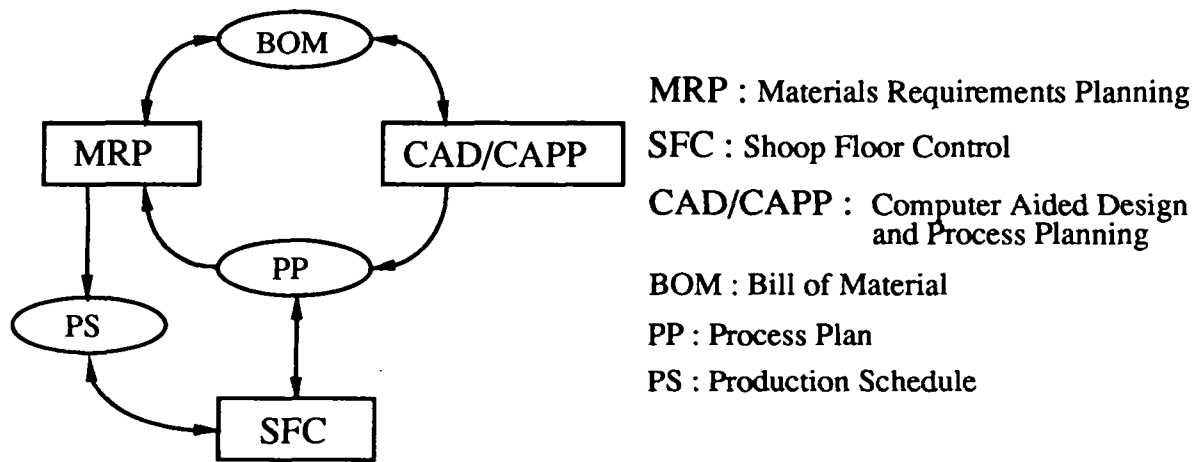 BOM
MRP
CAD/CAPP
PP
PS
SFC
MRP : Materials Requirements Planning
SFC : Shoop Floor Control
CAD/CAPP : Computer Aided Design
and Process Planning
BOM : Bill of Material
PP : Process Plan
PS : Production Schedule